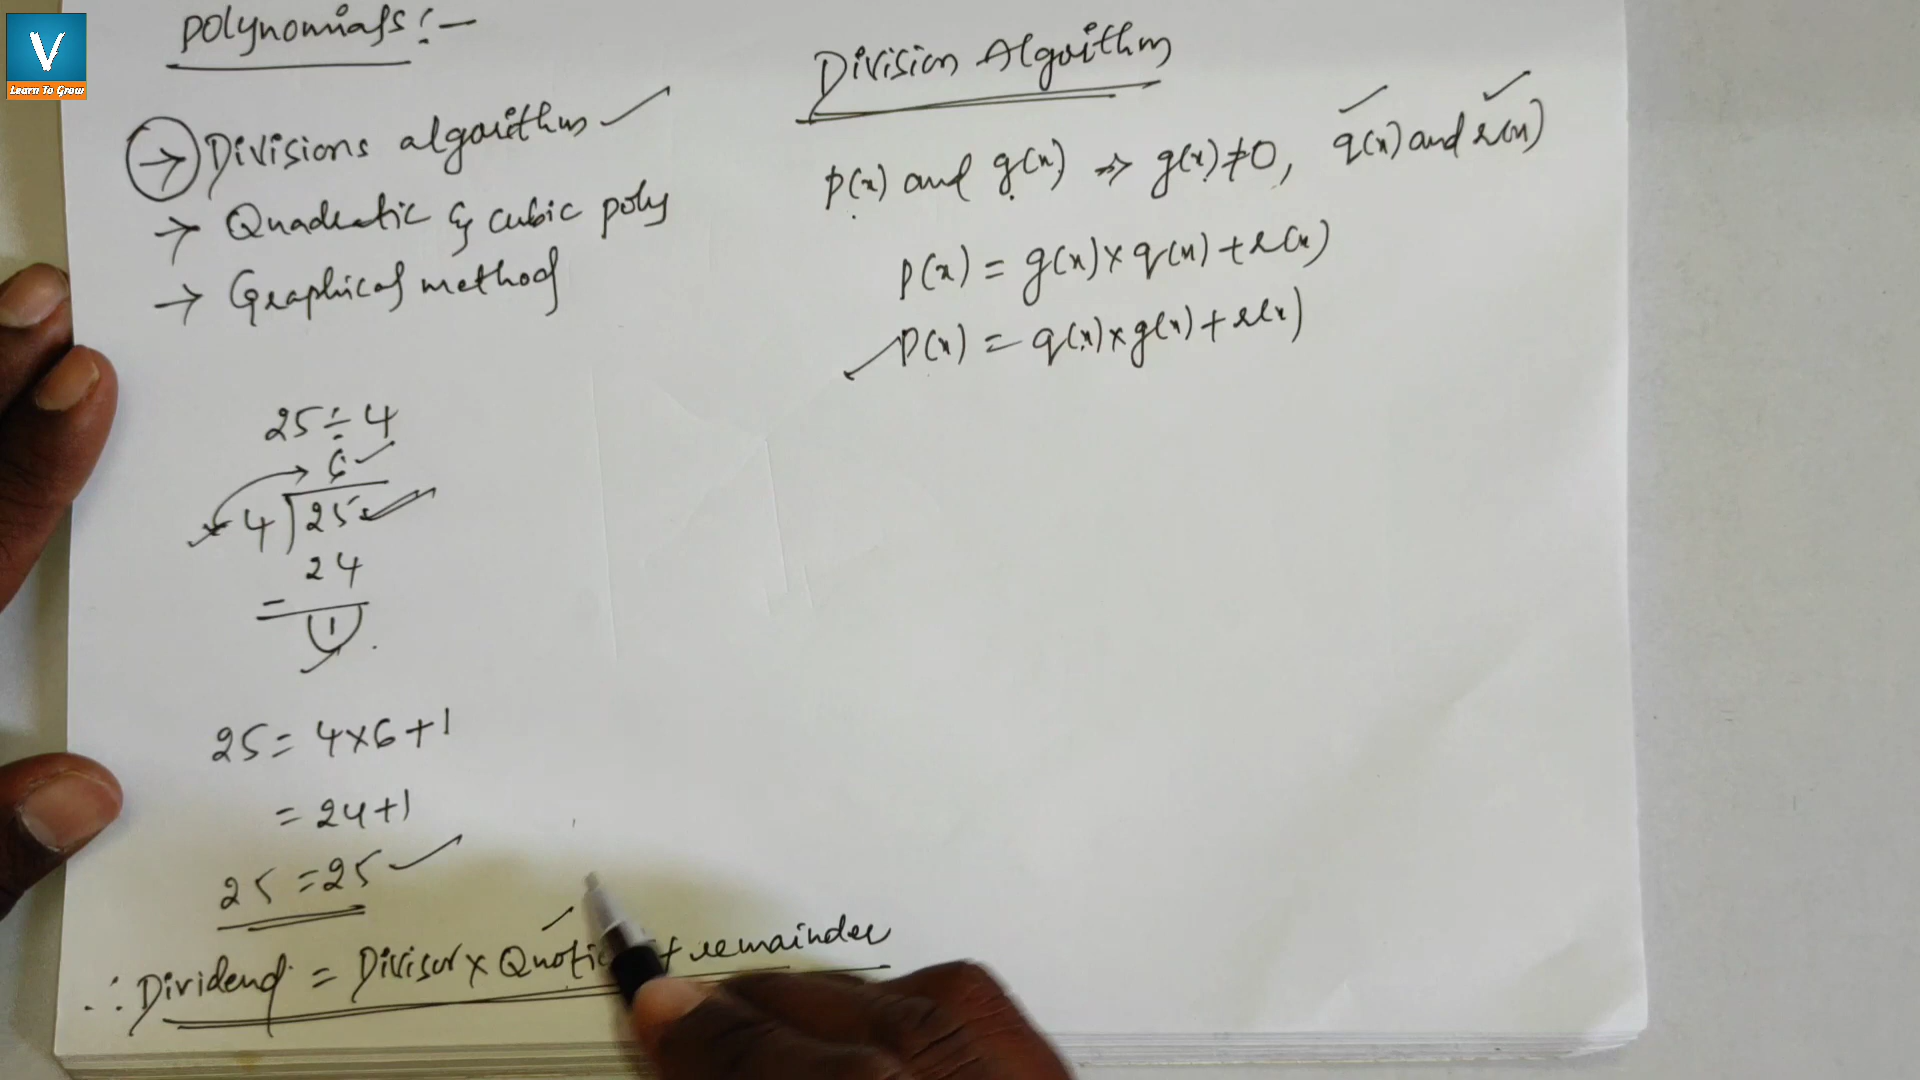 V
Learn To Grow
Polynomials:-
→ Divisions algorithm ✓
→ Quadratic & cubic poly
→ Graphical method
25÷4
6
4)25
24
1
25 = 4×6+1
= 24+1
25 = 25
∴ Dividend = Divisor × + remainder
Division Algorithm
p(x) and g(x) ⇒ g(x)≠0, q(x) and r(x)
p(x) = g(x)×q(x)+r(x)
P(x) = q(x)×g(x)+r(x)